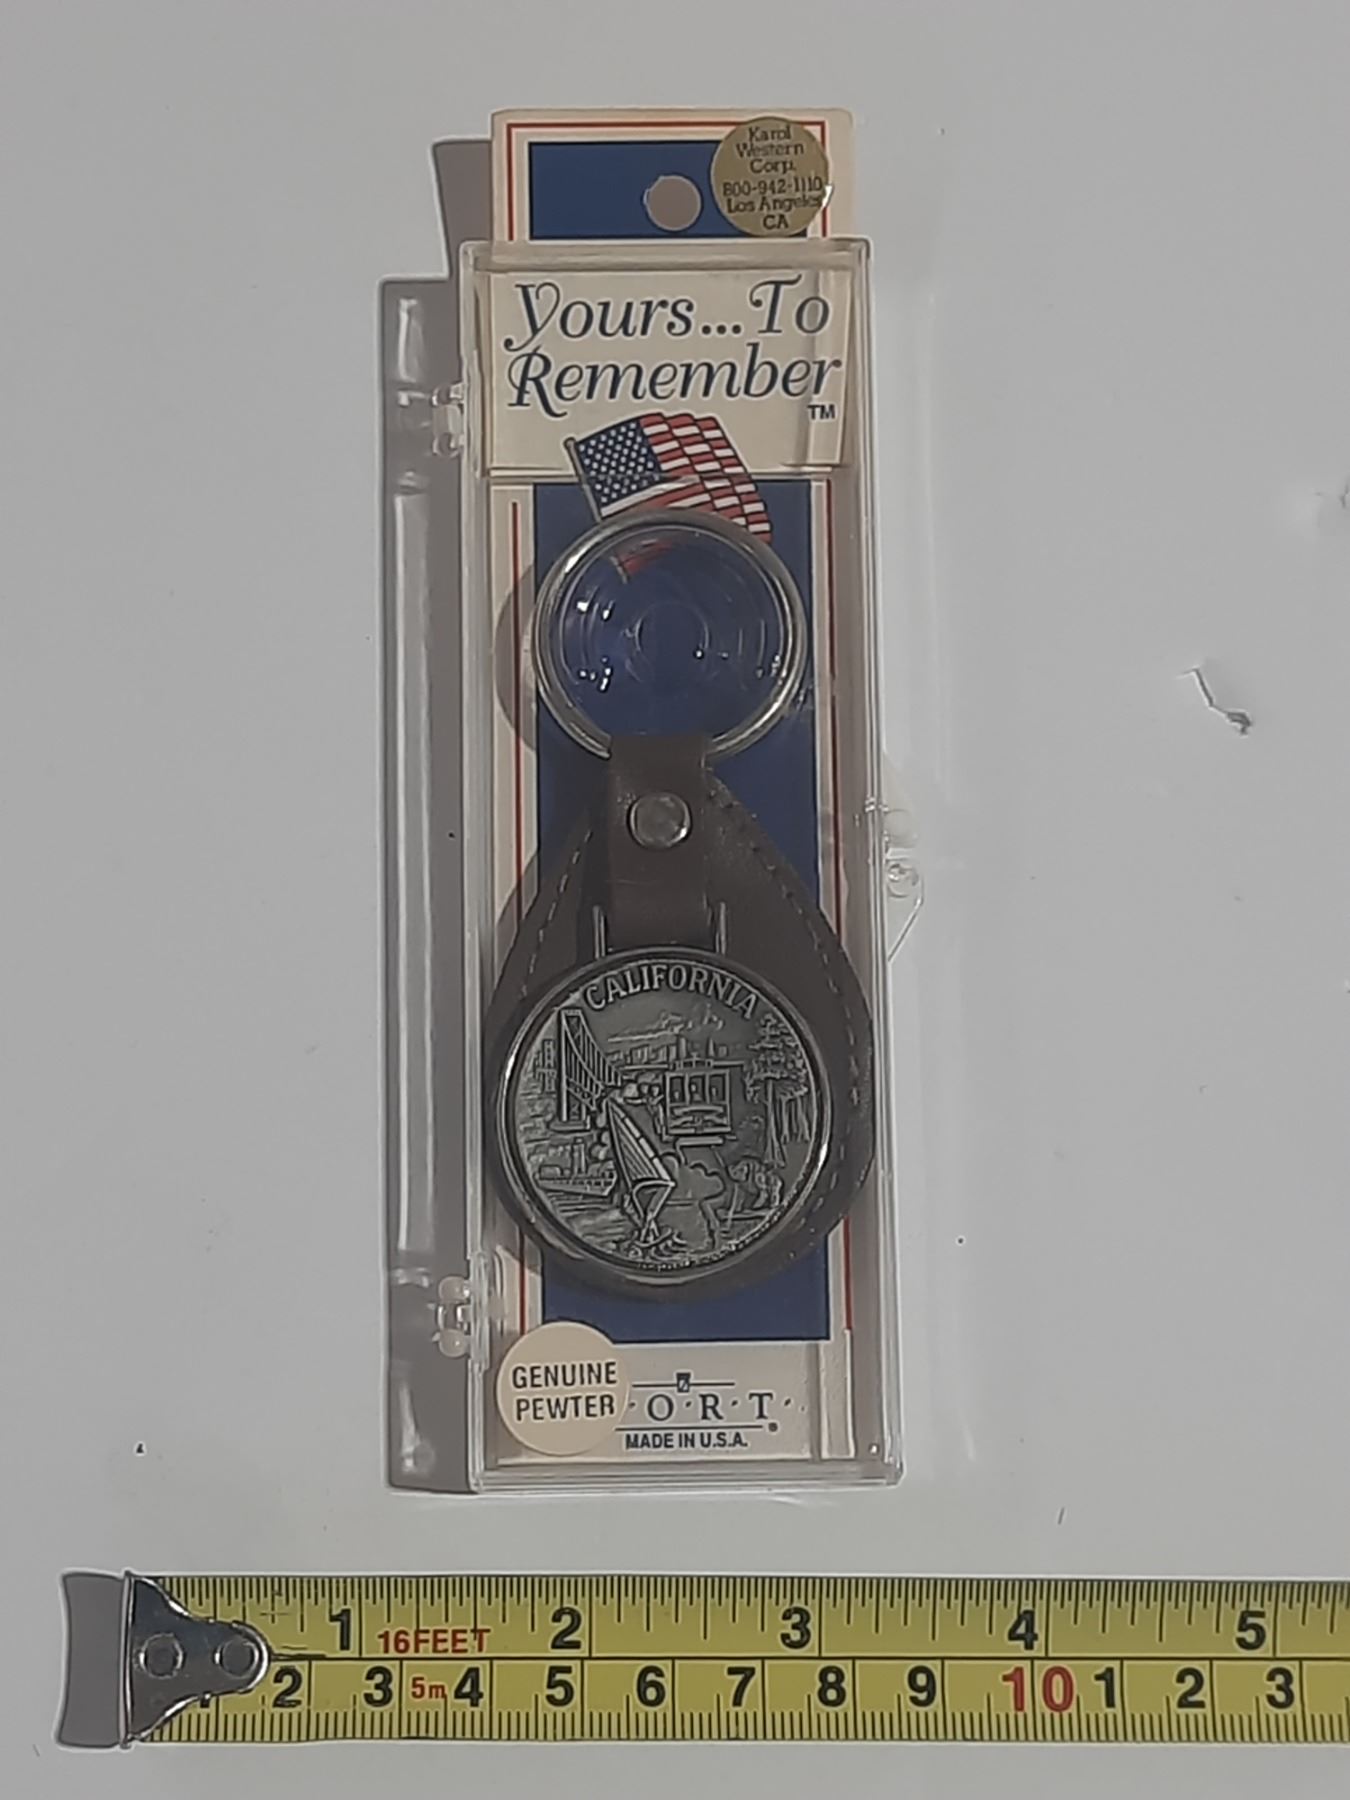 Karol
Western
Corp.
800-942-1110
Los Angeles
CA
Yours...To
Remember
TM
CALIFORNIA
GENUINE
PEWTER
·O·R·T·®
MADE IN U.S.A.
1 16FEET 2 3 4 5
1 2 3 5m 4 5 6 7 8 9 10 1 2 3